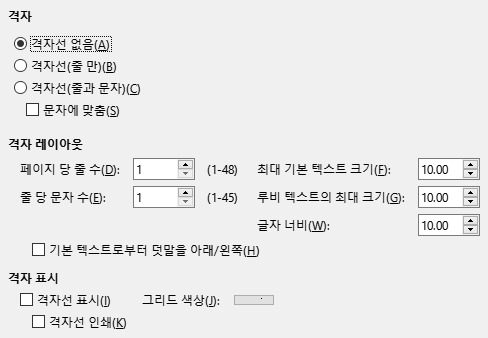 격자
격자선 없음(A)
격자선(줄 만)(B)
격자선(줄과 문자)(C)
문자에 맞춤(S)
격자 레이아웃
페이지 당 줄 수(D): 1 (1-48) 최대 기본 텍스트 크기(F): 10.00
줄 당 문자 수(E): 1 (1-45) 루비 텍스트의 최대 크기(G): 10.00
글자 너비(W): 10.00
기본 텍스트로부터 덧말을 아래/왼쪽(H)
격자 표시
격자선 표시(I) 그리드 색상(J):
격자선 인쇄(K)